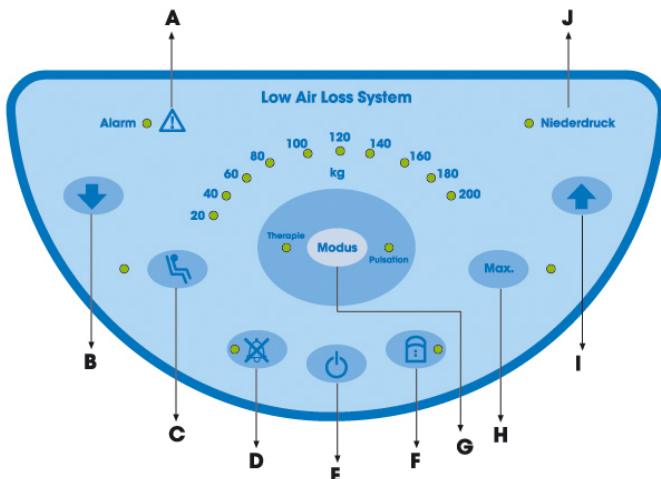 A
J
Low Air Loss System
Alarm
Niederdruck
20
40
60
80
100
120
140
160
180
200
kg
Therapie
Modus
Pulsation
Max.
B
C
D
E
F
G
H
I